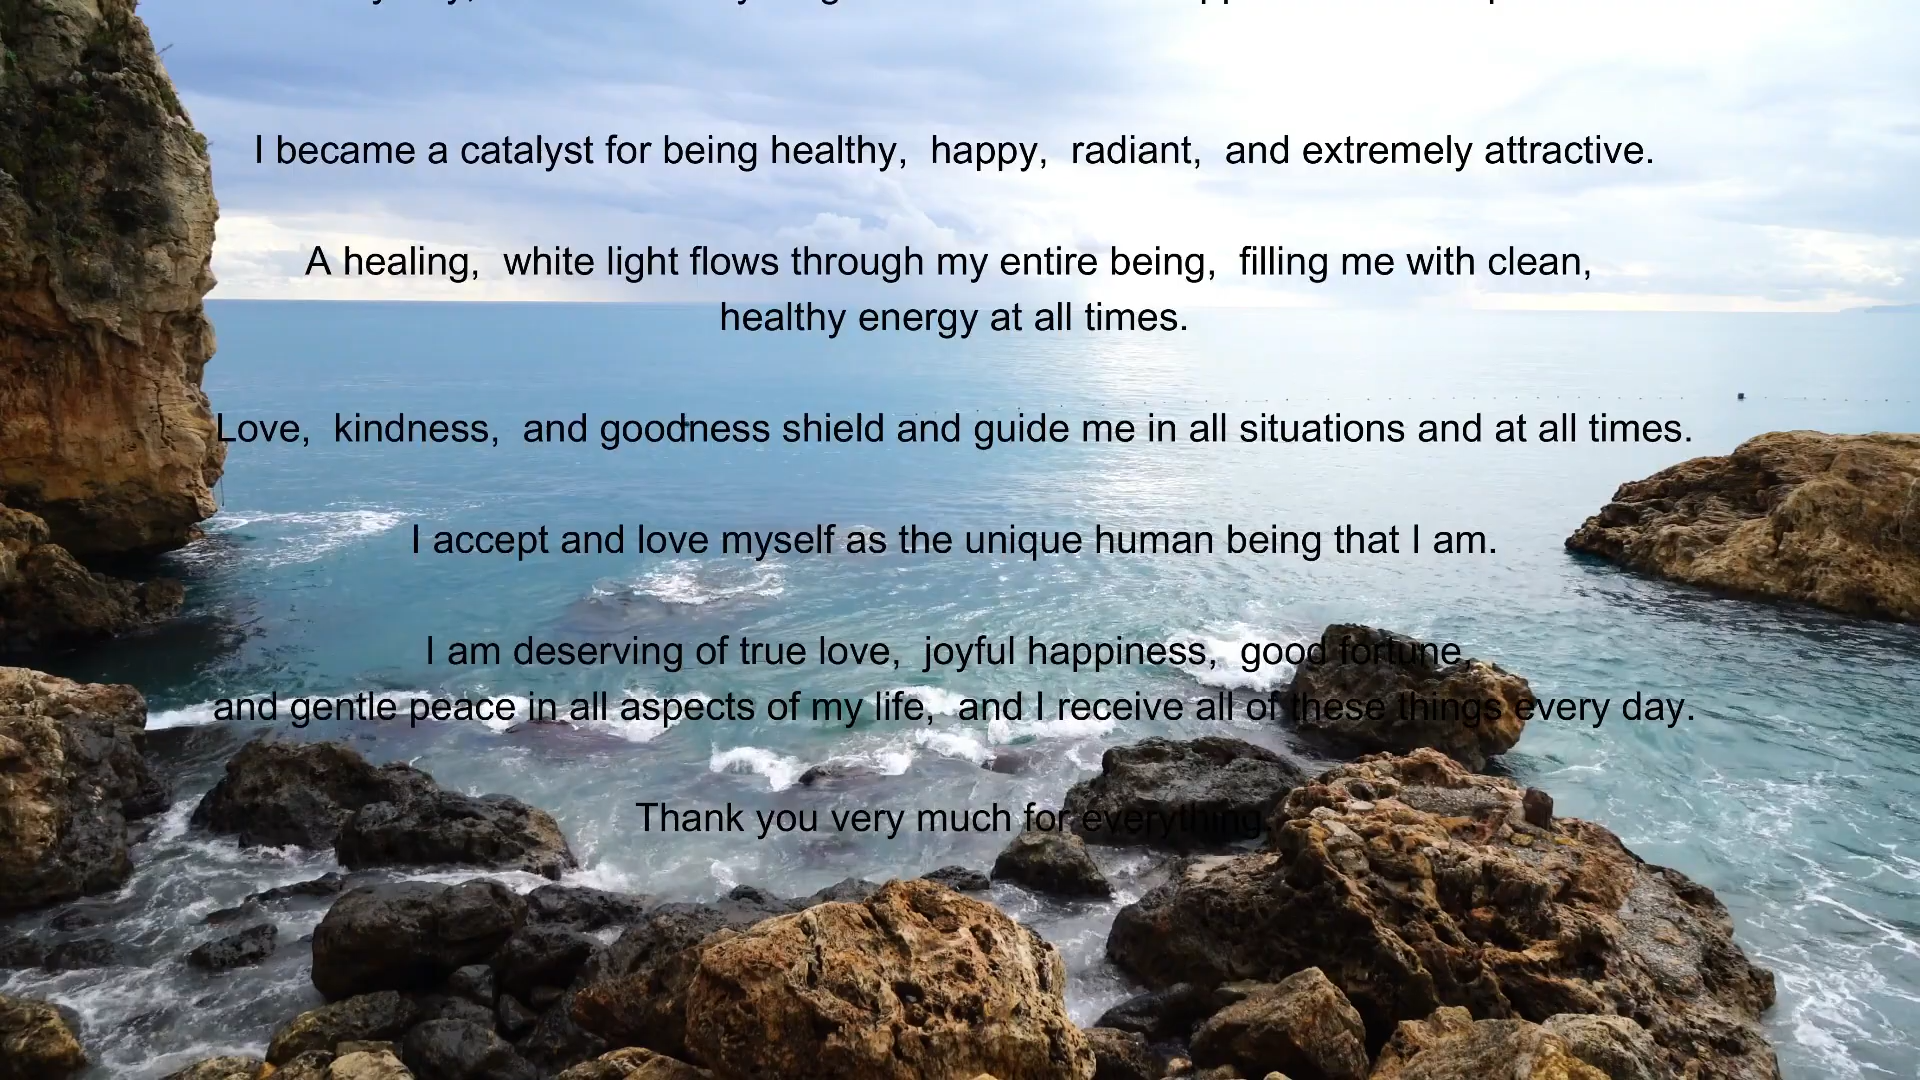 I became a catalyst for being healthy,  happy,  radiant,  and extremely attractive.
A healing,  white light flows through my entire being,  filling me with clean,
healthy energy at all times.
Love,  kindness,  and goodness shield and guide me in all situations and at all times.
I accept and love myself as the unique human being that I am.
I am deserving of true love,  joyful happiness,  good fortune,
and gentle peace in all aspects of my life,  and I receive all of these things every day.
Thank you very much for everything.